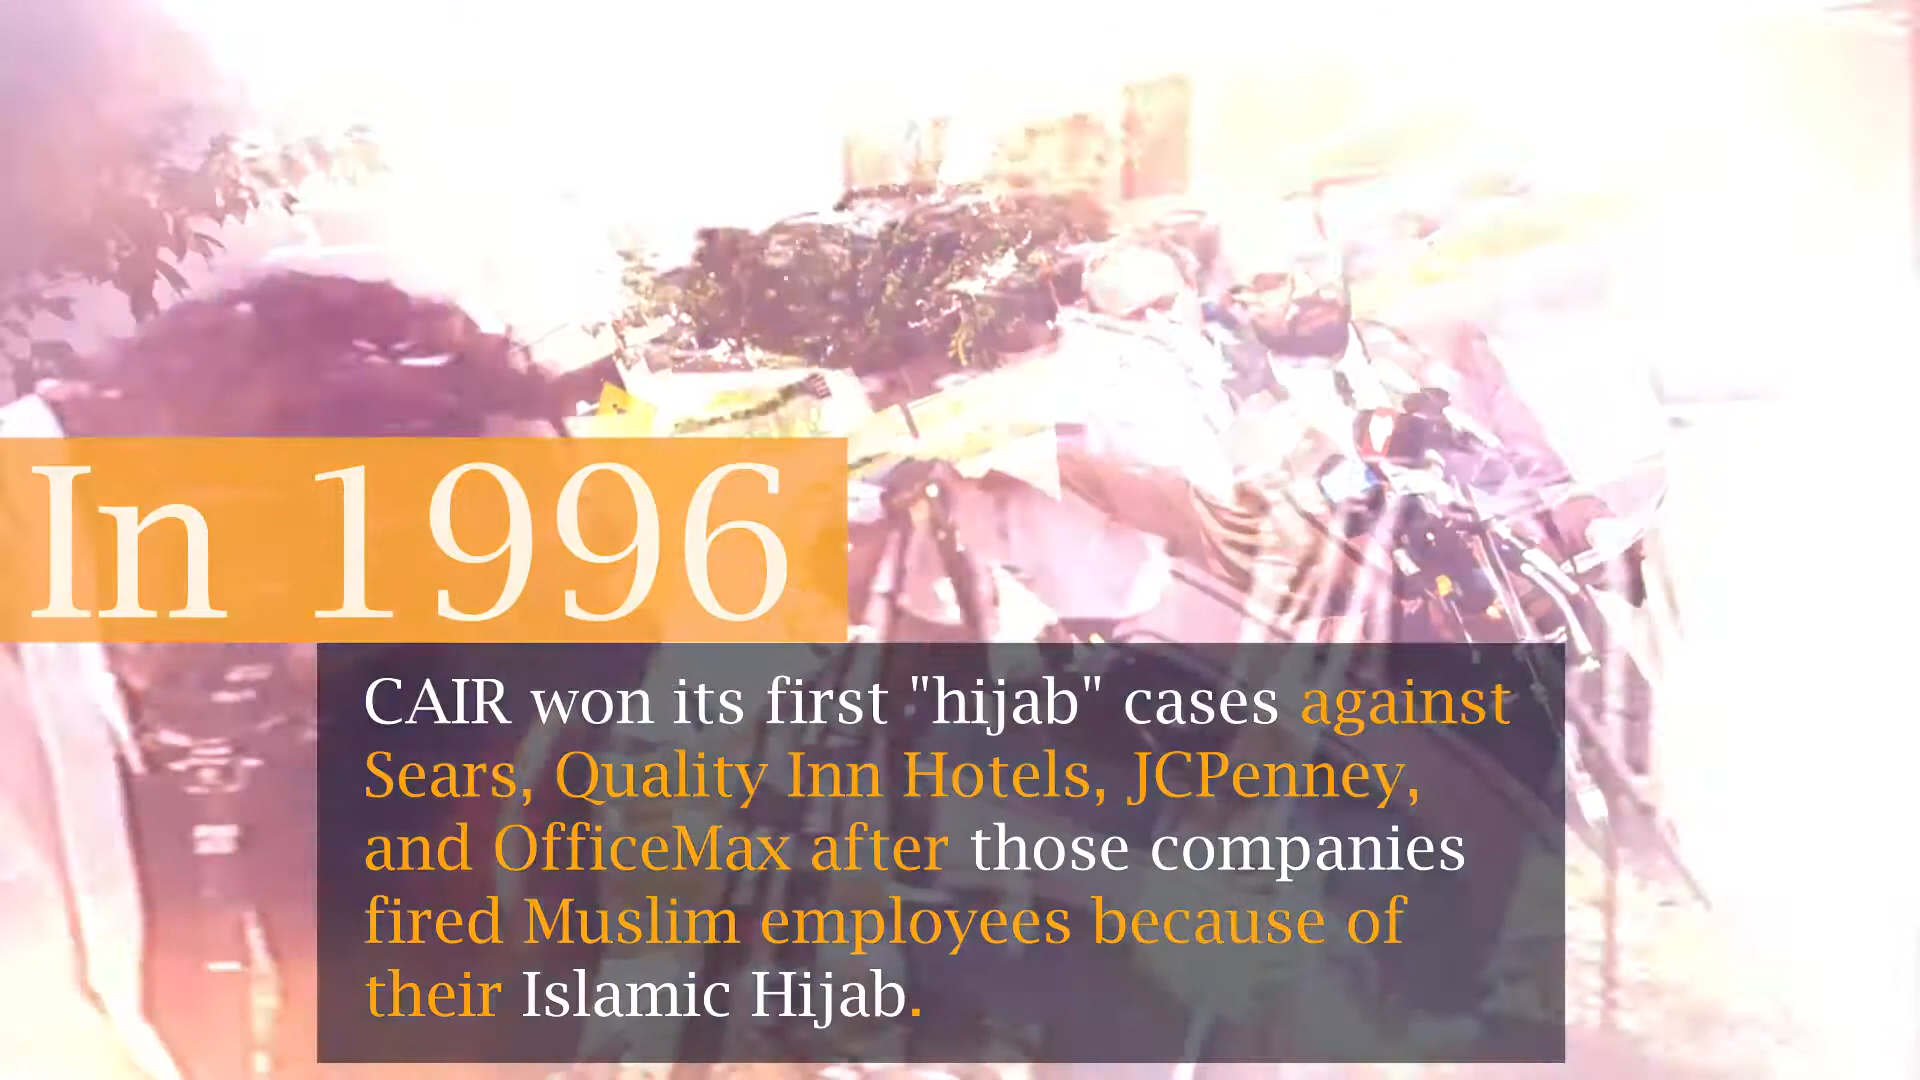 In 1996
CAIR won its first "hijab" cases against
Sears, Quality Inn Hotels, JCPenney,
and OfficeMax after those companies
fired Muslim employees because of
their Islamic Hijab.